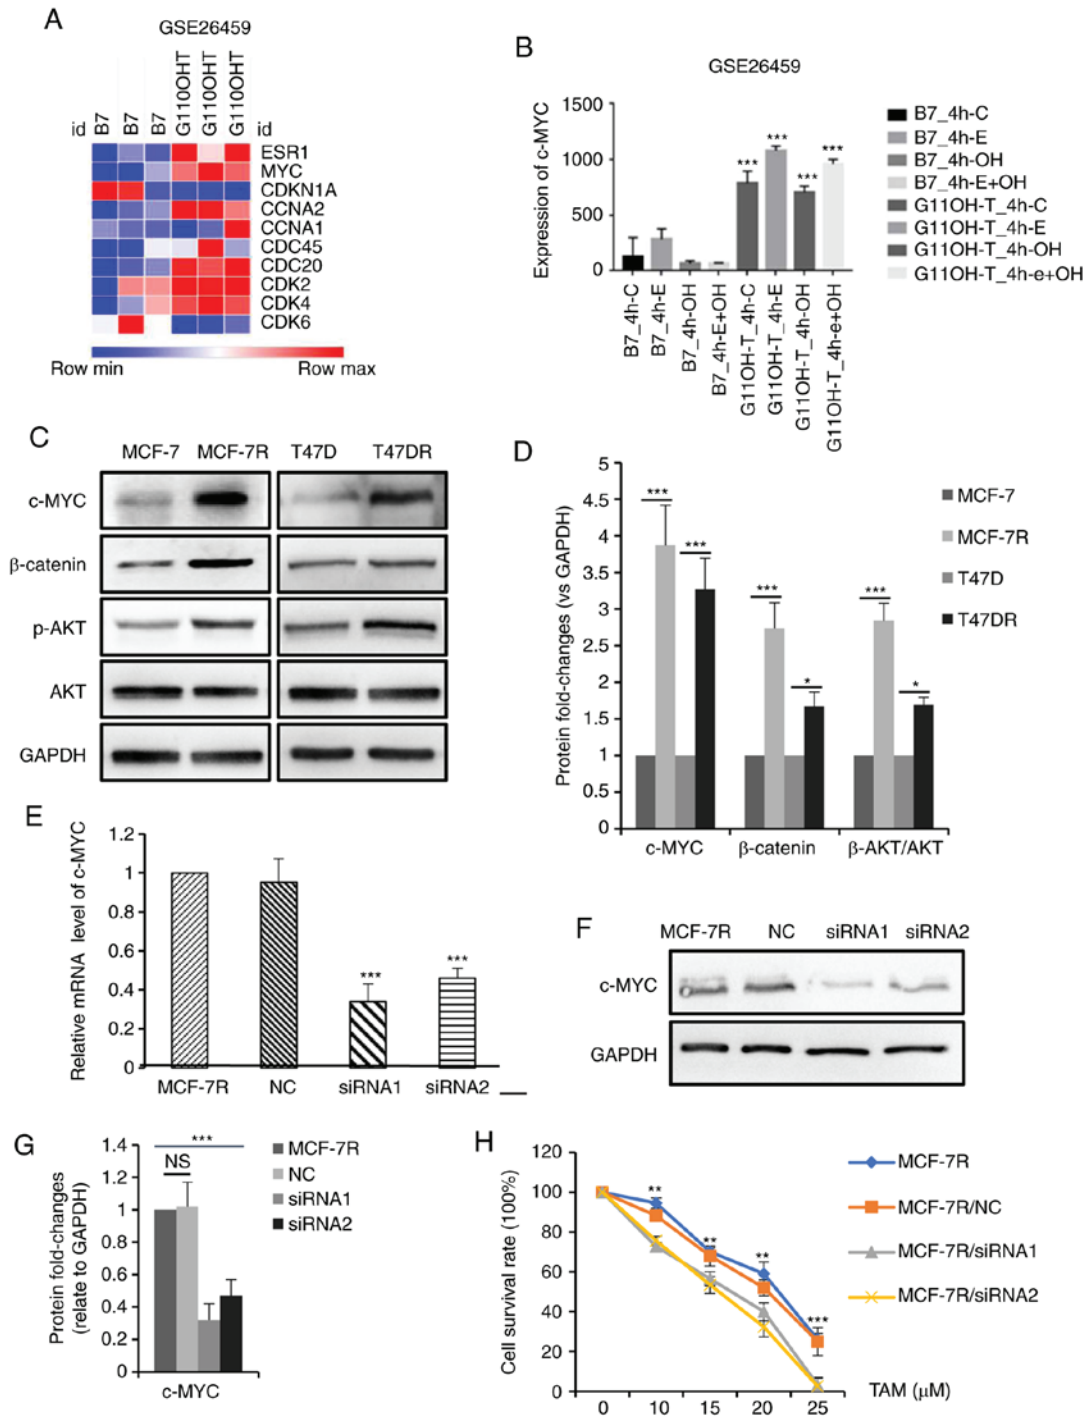 A
GSE26459
id B7 B7 B7 G110OHT G110OHT G110OHT id
ESR1
MYC
CDKN1A
CCNA2
CCNA1
CDC45
CDC20
CDK2
CDK4
CDK6
Row min Row max
B
GSE26459
Expression of c-MYC
1500
1000
500
0
*** *** *** ***
B7_4h-C
B7_4h-E
B7_4h-OH
B7_4h-E+OH
G11OH-T_4h-C
G11OH-T_4h-E
G11OH-T_4h-OH
G11OH-T_4h-e+OH
B7_4h-C
B7_4h-E
B7_4h-OH
B7_4h-E+OH
G11OH-T_4h-C
G11OH-T_4h-E
G11OH-T_4h-OH
G11OH-T_4h-e+OH
C
MCF-7 MCF-7R T47D T47DR
c-MYC
β-catenin
p-AKT
AKT
GAPDH
D
Protein fold-changes (vs GAPDH)
5
4.5
4
3.5
3
2.5
2
1.5
1
0.5
0
*** *** *** * *** *
c-MYC β-catenin β-AKT/AKT
MCF-7
MCF-7R
T47D
T47DR
E
Relative mRNA level of c-MYC
1.2
1
0.8
0.6
0.4
0.2
0
*** ***
MCF-7R NC siRNA1 siRNA2
F
MCF-7R NC siRNA1 siRNA2
c-MYC
GAPDH
G
Protein fold-changes
(relate to GAPDH)
1.4
1.2
1
0.8
0.6
0.4
0.2
0
***
NS
c-MYC
MCF-7R
NC
siRNA1
siRNA2
H
Cell survival rate (100%)
120
100
80
60
40
20
0
** ** ** ***
0 10 15 20 25
TAM (μM)
MCF-7R
MCF-7R/NC
MCF-7R/siRNA1
MCF-7R/siRNA2